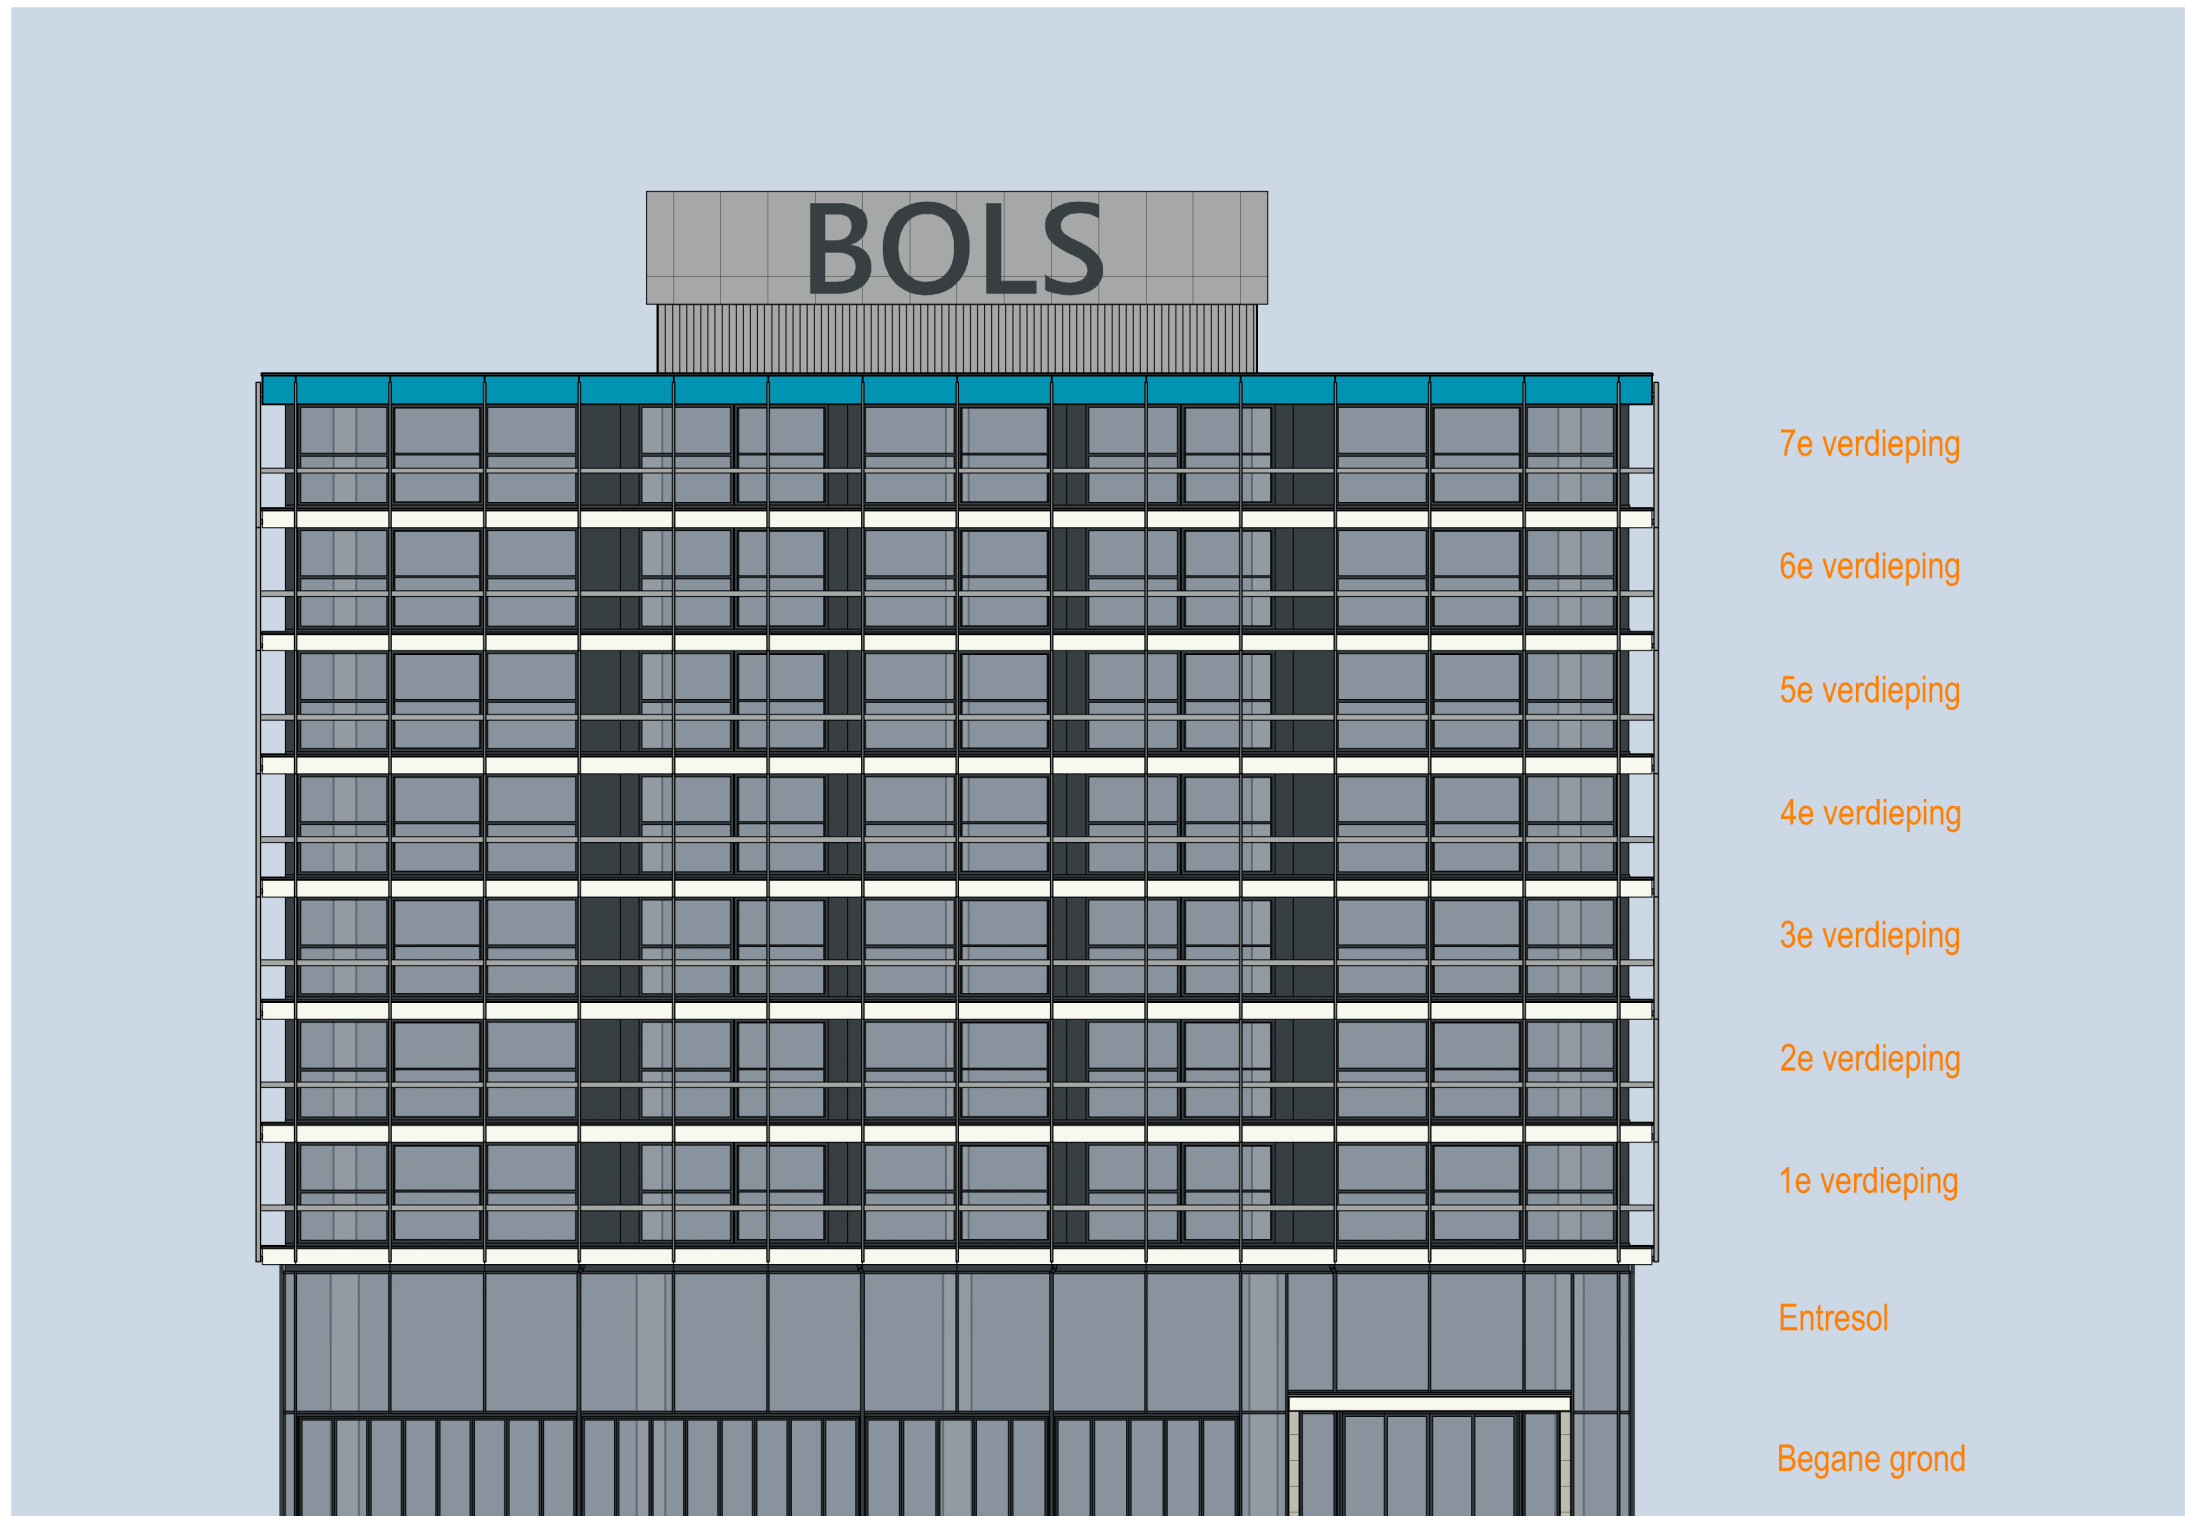 BOLS
7e verdieping
6e verdieping
5e verdieping
4e verdieping
3e verdieping
2e verdieping
1e verdieping
Entresol
Begane grond